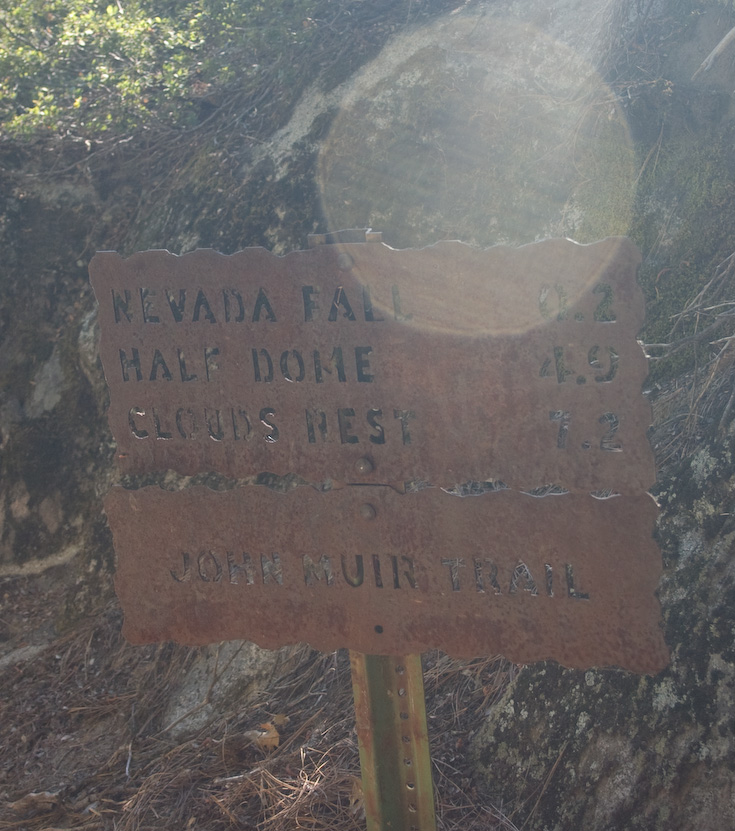 NEVADA FALL 0.2
HALF DOME 4.9
CLOUDS NEST 7.2
JOHN MUIR TRAIL